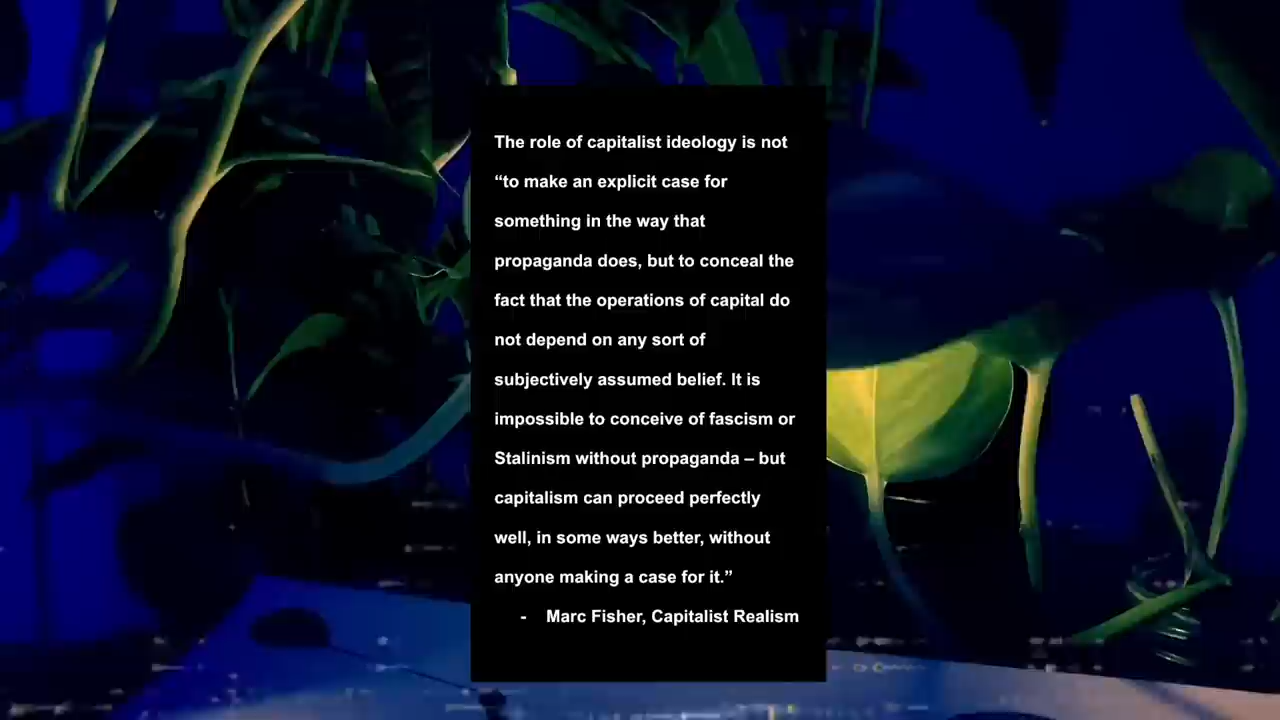 The role of capitalist ideology is not
“to make an explicit case for
something in the way that
propaganda does, but to conceal the
fact that the operations of capital do
not depend on any sort of
subjectively assumed belief. It is
impossible to conceive of fascism or
Stalinism without propaganda – but
capitalism can proceed perfectly
well, in some ways better, without
anyone making a case for it.”
- Marc Fisher, Capitalist Realism